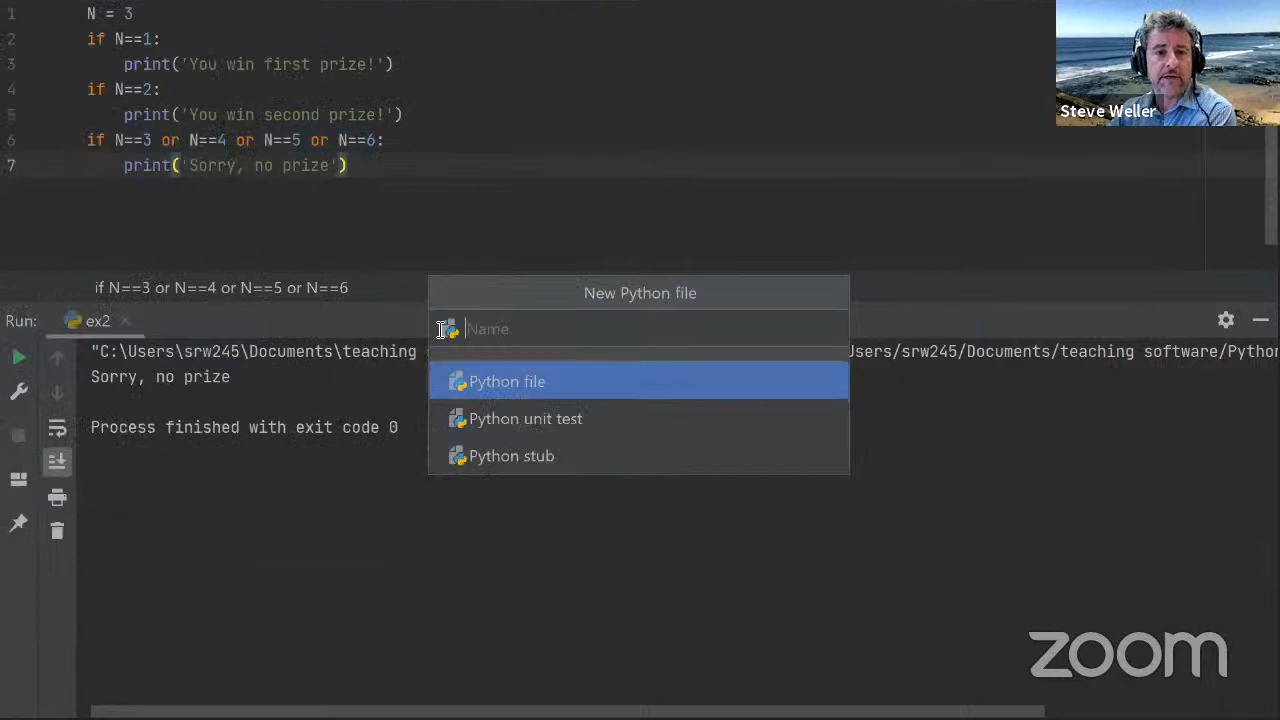 1 N = 3
2 if N==1:
3 print('You win first prize!')
4 if N==2:
5 print('You win second prize!')
6 if N==3 or N==4 or N==5 or N==6:
7 print('Sorry, no prize')
Steve Weller
if N==3 or N==4 or N==5 or N==6
New Python file
Name
Python file
Python unit test
Python stub
Run: ex2
"C:\Users\srw245\Documents\teaching Users/srw245/Documents/teaching software/Python
Sorry, no prize
Process finished with exit code 0
zoom